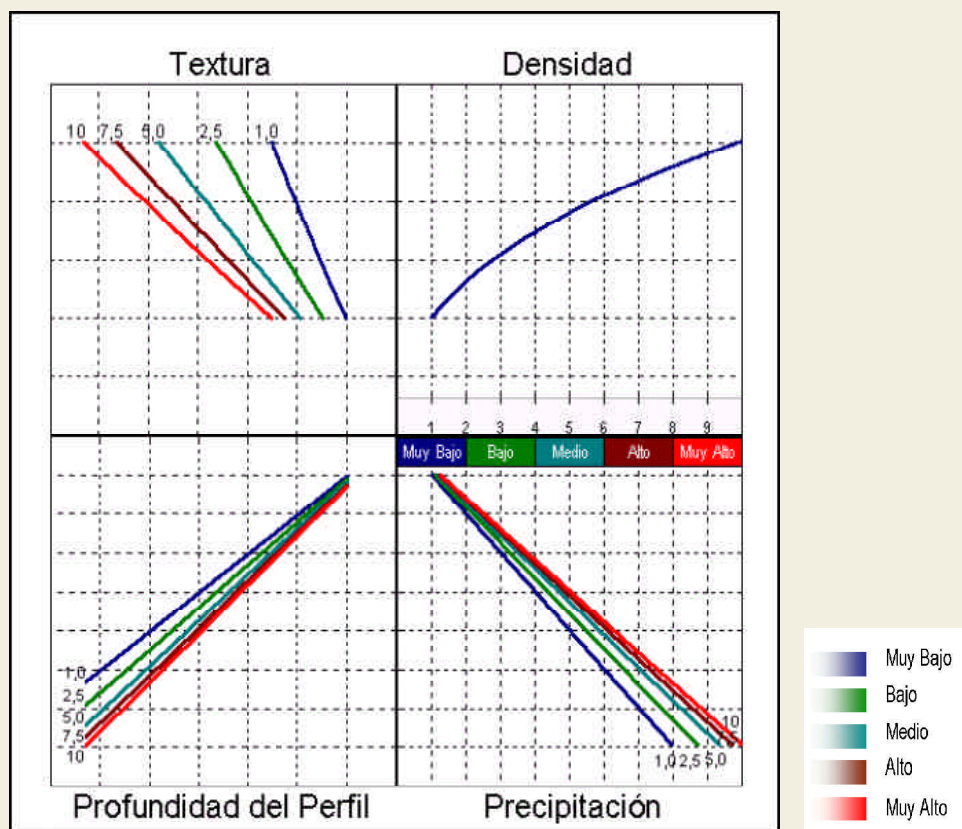 Textura Densidad
10 7,5 5,0 2,5 1,0
1 2 3 4 5 6 7 8 9
Muy Bajo Bajo Medio Alto Muy Alto
1,0
2,5
5,0
7,5
10
10
1,0 2,5 5,0
Profundidad del Perfil Precipitación
Muy Bajo
Bajo
Medio
Alto
Muy Alto